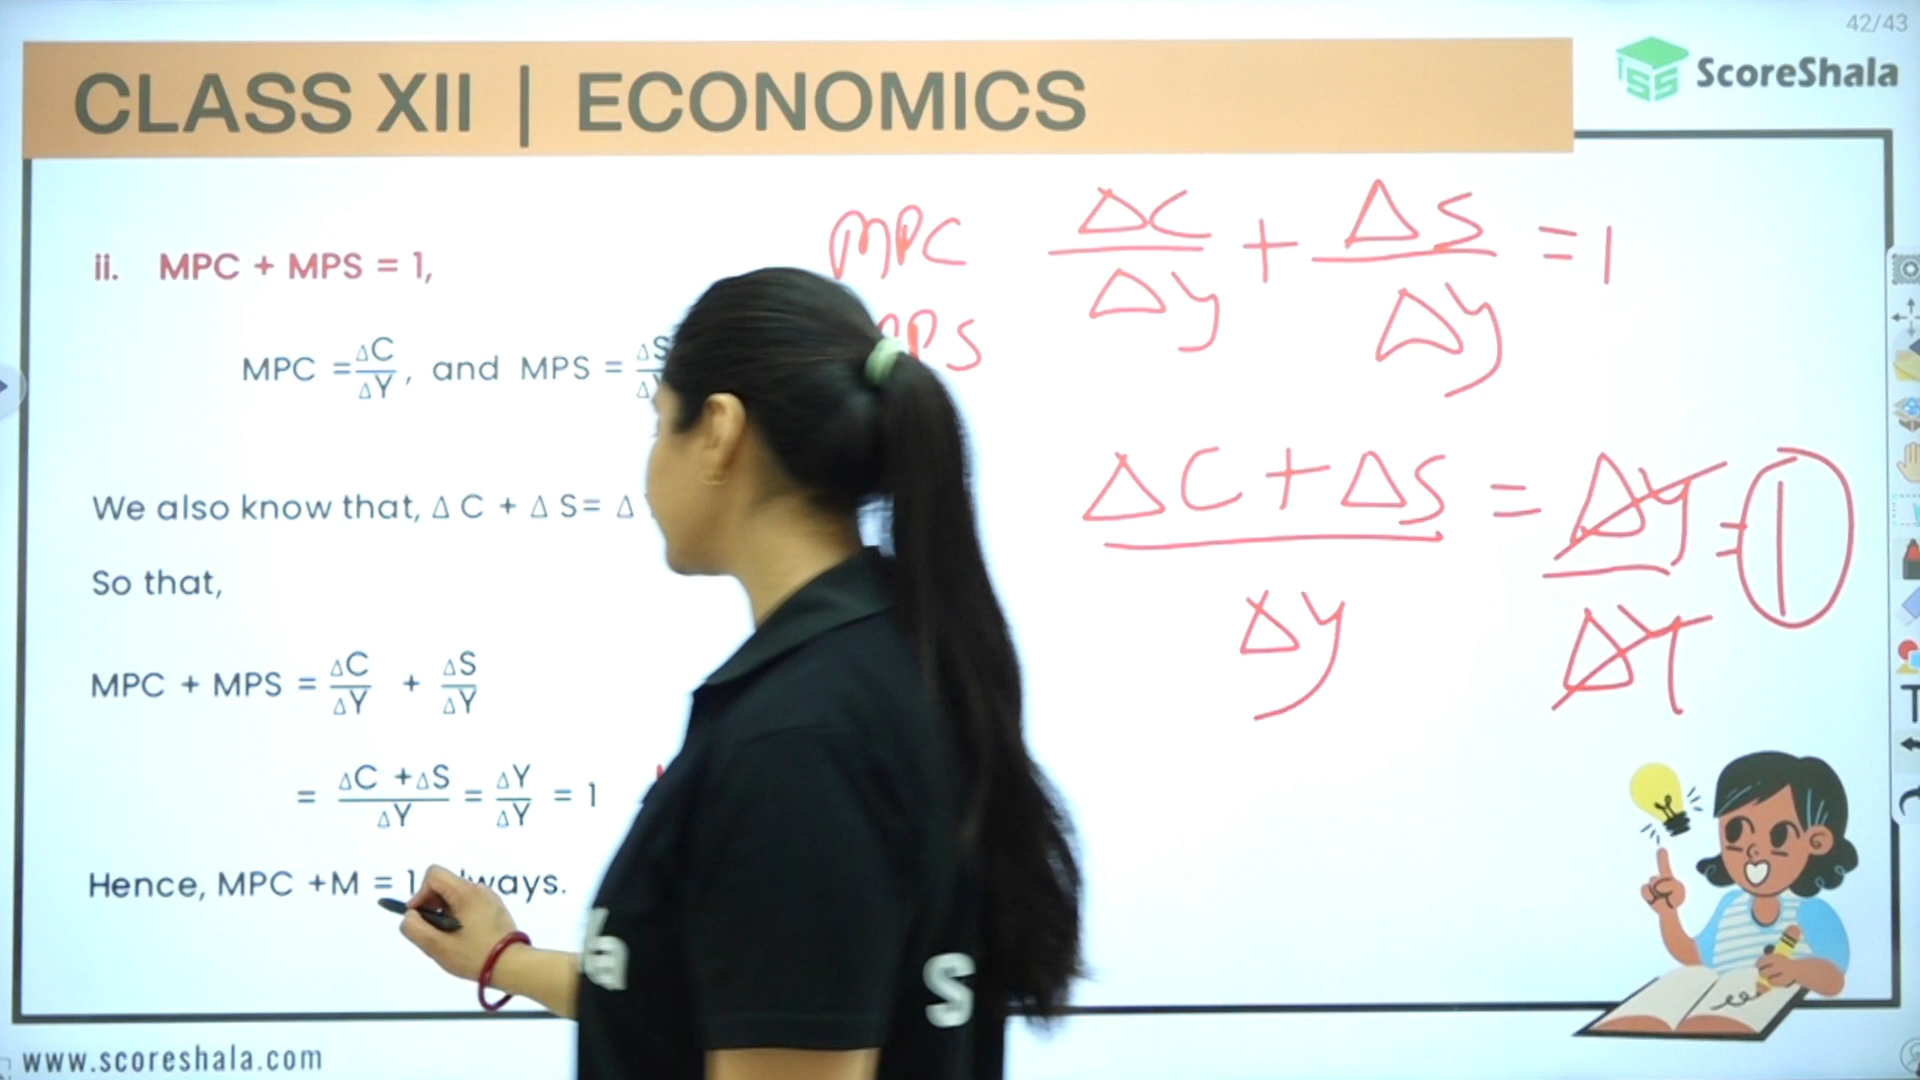 42/43
CLASS XII | ECONOMICS
ScoreShala
ii. MPC + MPS = 1,
MPC = ΔC/ΔY, and MPS = ΔS/Δ
We also know that, Δ C + Δ S = Δ
So that,
MPC + MPS = ΔC/ΔY + ΔS/ΔY
= ΔC +ΔS/ΔY = ΔY/ΔY = 1
Hence, MPC +M = 1
MPC ΔC/Δy + ΔS/Δy = 1
PS
ΔC + ΔS/Δy = Δy/ΔY = 1
S
www.scoreshala.com